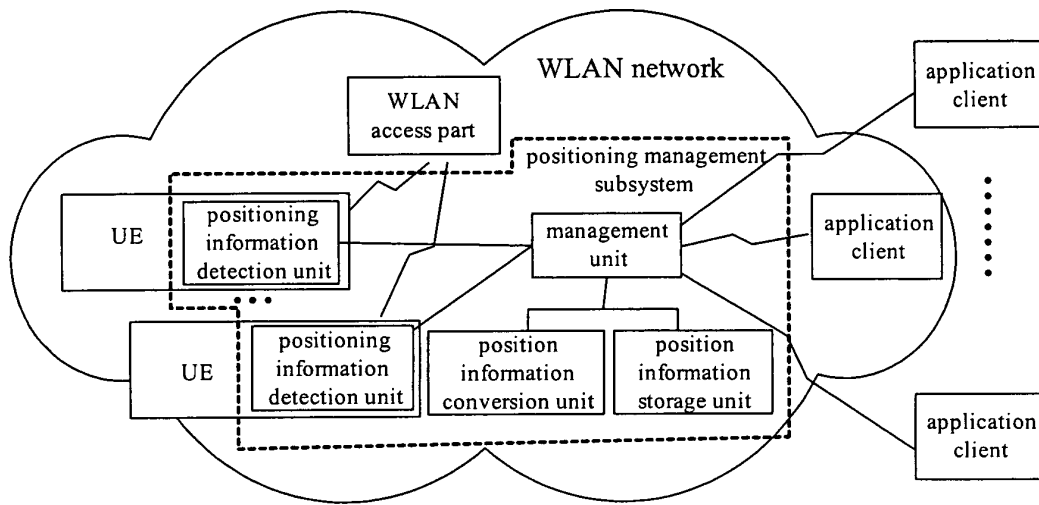 WLAN network
application
client
WLAN
access part
positioning management
subsystem
UE
positioning
information
detection unit
management
unit
application
client
UE
positioning
information
detection unit
position
information
conversion unit
position
information
storage unit
application
client